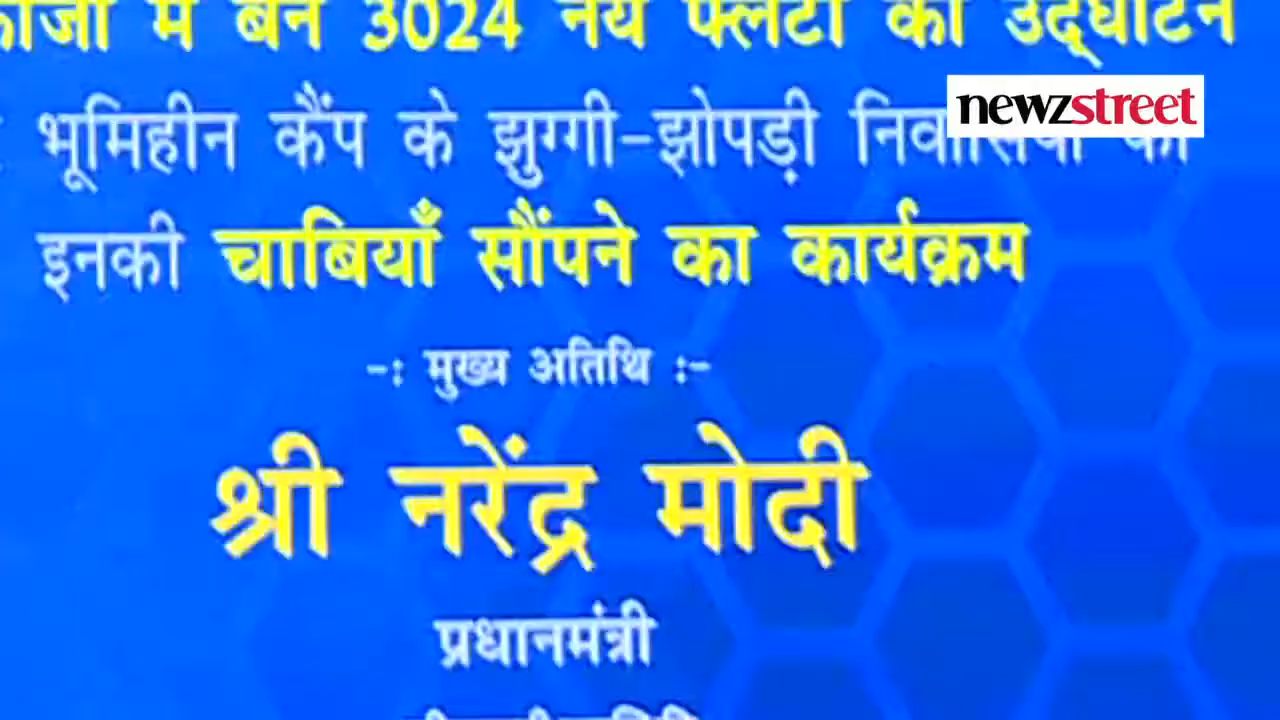 में बने 3024 नये फ्लैटों का उद्घाटन
newzstreet
भूमिहीन कैंप के झुग्गी-झोपड़ी निवासियों को
इनकी चाबियाँ सौंपने का कार्यक्रम
-: मुख्य अतिथि :-
श्री नरेंद्र मोदी
प्रधानमंत्री